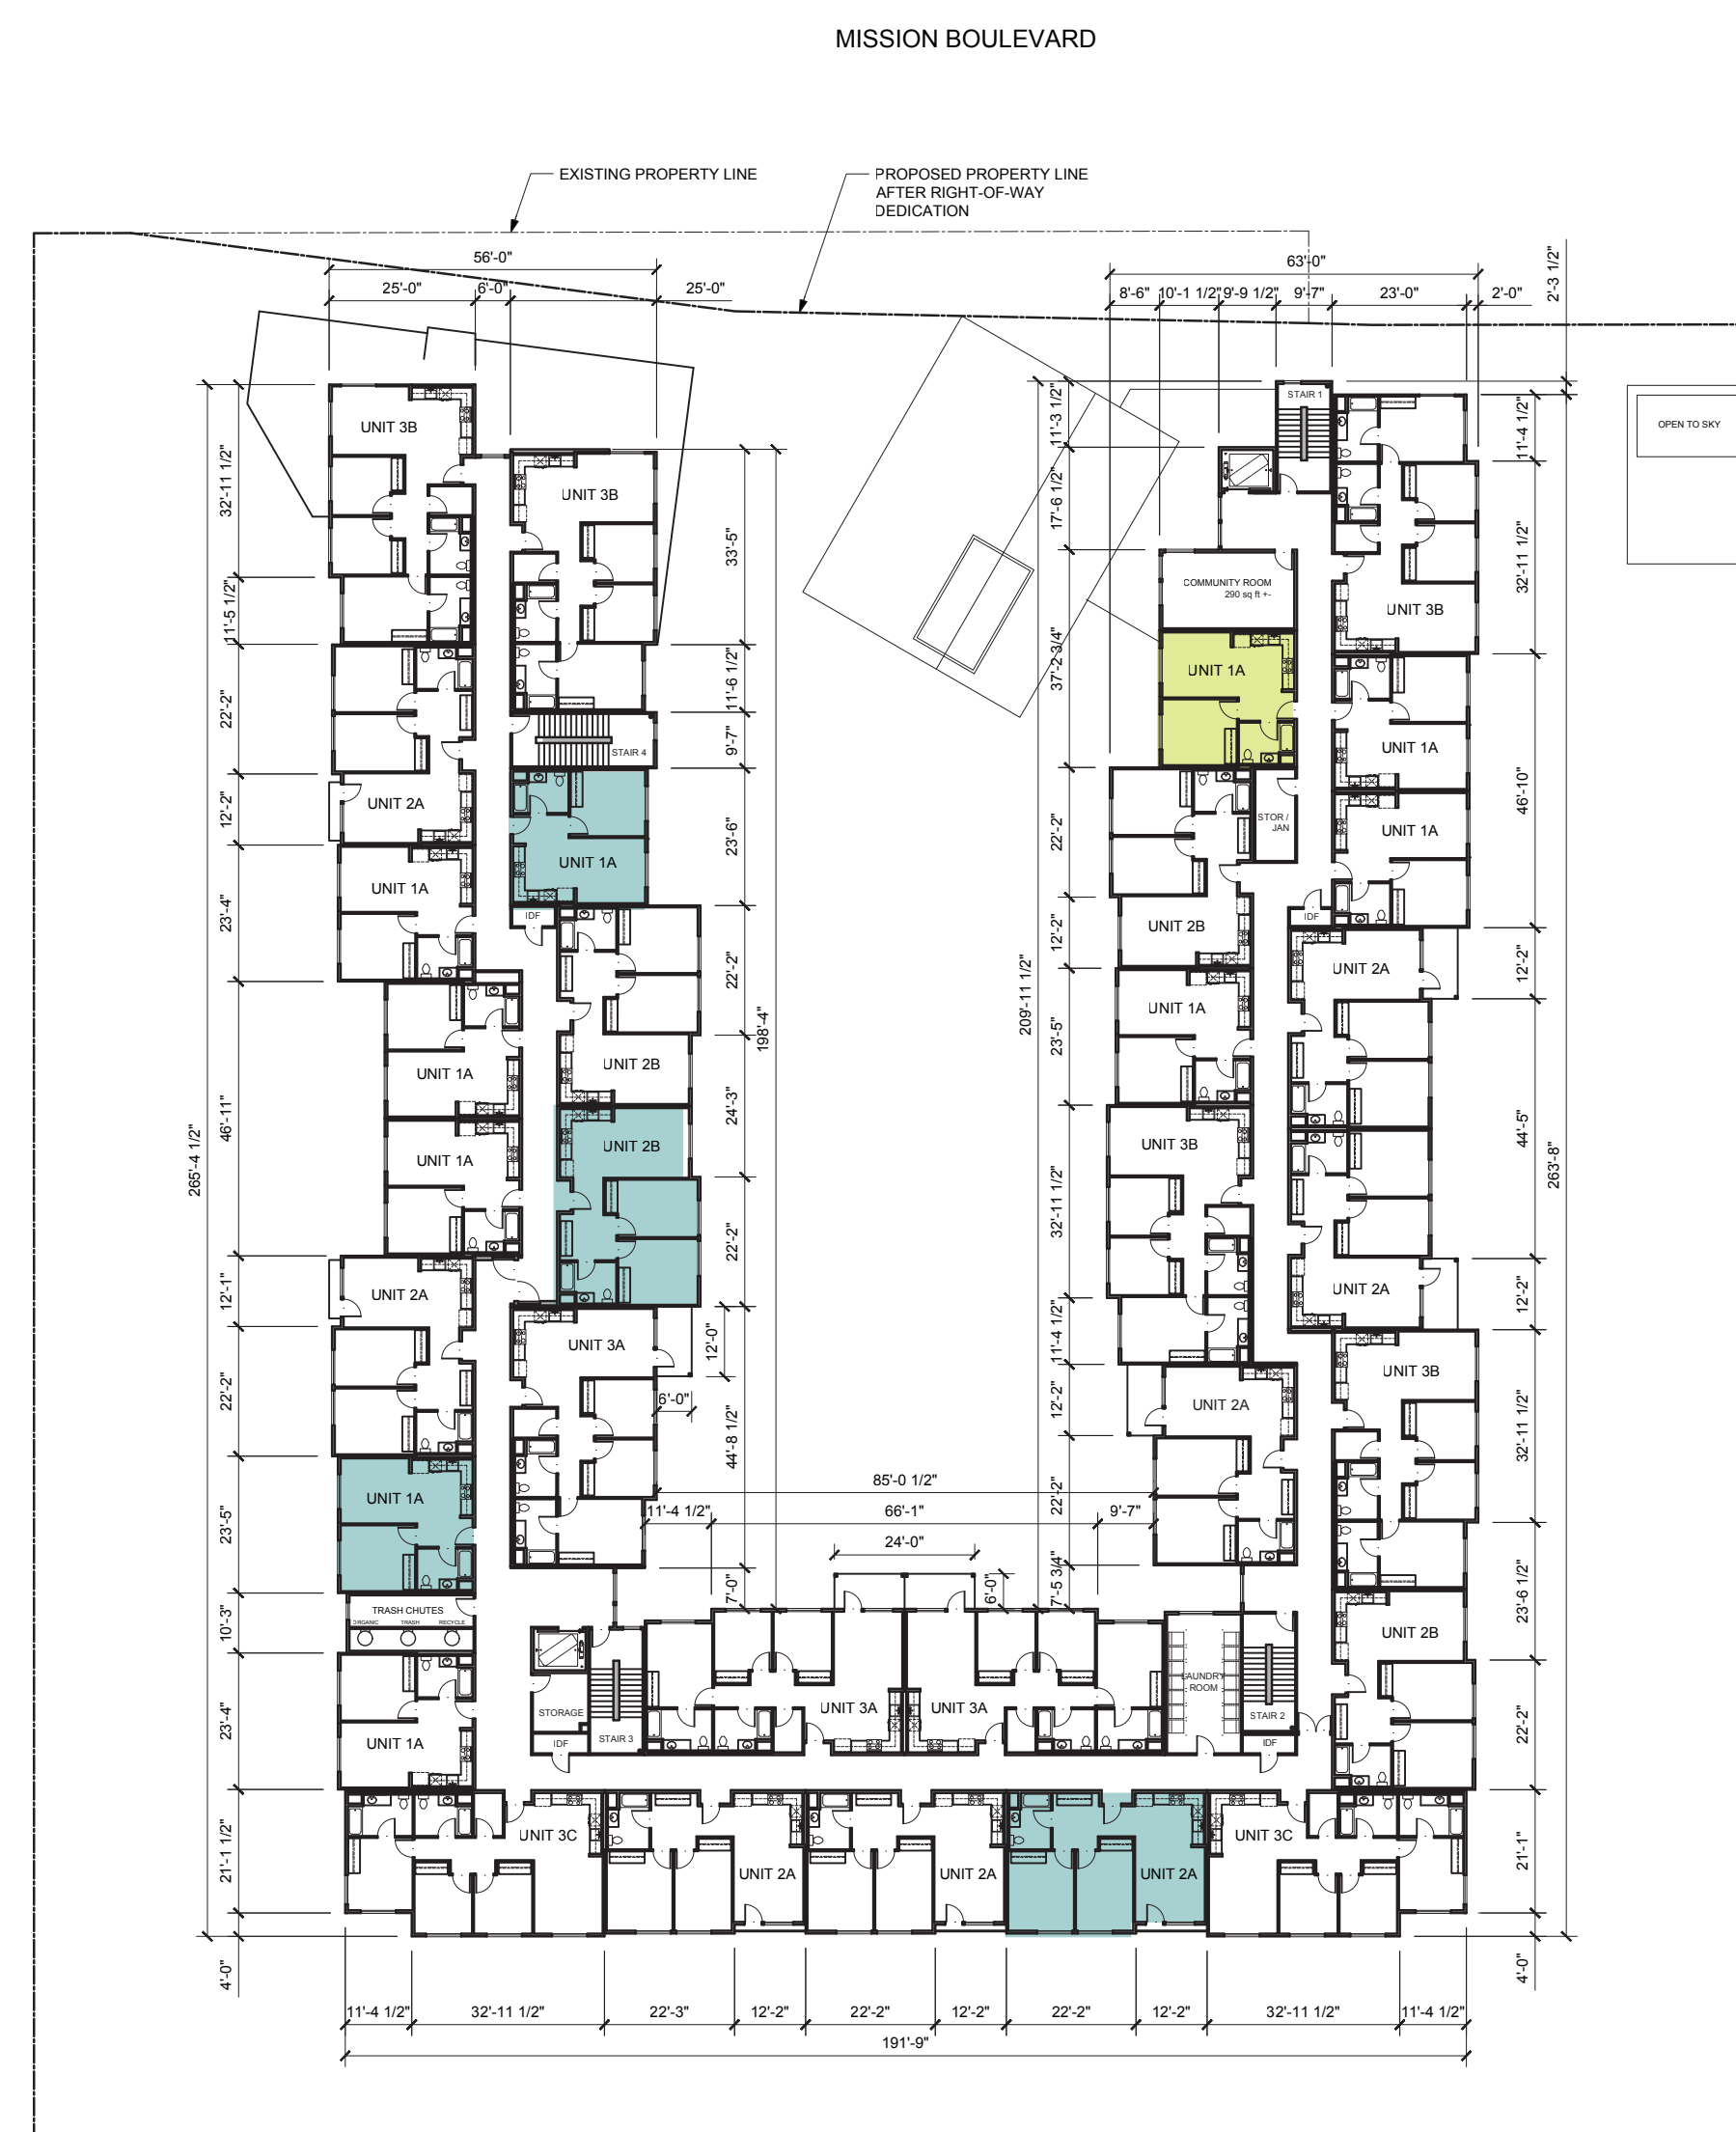 MISSION BOULEVARD
EXISTING PROPERTY LINE
PROPOSED PROPERTY LINE
AFTER RIGHT-OF-WAY
DEDICATION
56'-0"
25'-0"
6'-0"
25'-0"
63'-0"
8'-6"
10'-1 1/2"
9'-9 1/2"
9'-7"
23'-0"
2'-0"
2'-3 1/2"
265'-4 1/2"
32'-11 1/2"
11'-5 1/2"
22'-2"
12'-2"
23'-4"
46'-11"
12'-1"
22'-2"
23'-5"
10'-3"
23'-4"
21'-1 1/2"
4'-0"
UNIT 3B
UNIT 2A
UNIT 1A
UNIT 1A
UNIT 1A
UNIT 2A
UNIT 1A
TRASH CHUTES
ORGANIC
TRASH
RECYCLE
UNIT 1A
UNIT 3B
STAIR 4
UNIT 1A
IDF
UNIT 2B
UNIT 2B
UNIT 3A
33'-5"
11'-6 1/2"
9'-7"
23'-6"
22'-2"
24'-3"
22'-2"
12'-0"
6'-0"
44'-8 1/2"
7'-0"
198'-4"
85'-0 1/2"
11'-4 1/2"
66'-1"
9'-7"
24'-0"
6'-0"
209'-11 1/2"
11'-3 1/2"
17'-6 1/2"
37'-2 3/4"
22'-2"
12'-2"
23'-5"
32'-11 1/2"
11'-4 1/2"
12'-2"
22'-2"
7'-5 3/4"
STAIR 1
COMMUNITY ROOM
290 sq ft +-
UNIT 1A
STOR /
JAN
UNIT 2B
UNIT 1A
UNIT 3B
UNIT 2A
UNIT 3B
UNIT 1A
UNIT 1A
IDF
UNIT 2A
UNIT 2A
UNIT 3B
UNIT 2B
OPEN TO SKY
11'-4 1/2"
32'-11 1/2"
46'-10"
12'-2"
44'-5"
12'-2"
32'-11 1/2"
23'-6 1/2"
22'-2"
21'-1"
4'-0"
263'-8"
STORAGE
IDF
STAIR 3
UNIT 3A
UNIT 3A
LAUNDRY
ROOM
STAIR 2
IDF
UNIT 3C
UNIT 2A
UNIT 2A
UNIT 2A
UNIT 3C
11'-4 1/2"
32'-11 1/2"
22'-3"
12'-2"
22'-2"
12'-2"
22'-2"
12'-2"
32'-11 1/2"
11'-4 1/2"
191'-9"